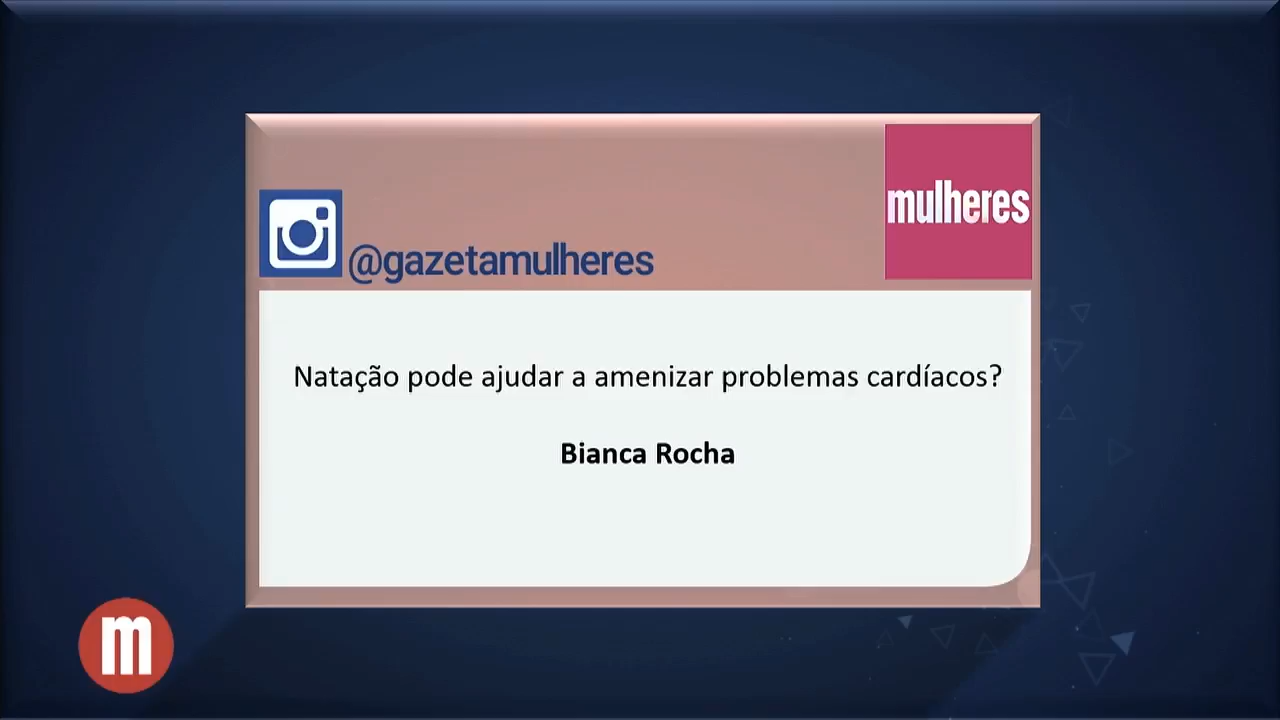 mulheres
@gazetamulheres
Natação pode ajudar a amenizar problemas cardíacos?
Bianca Rocha
m